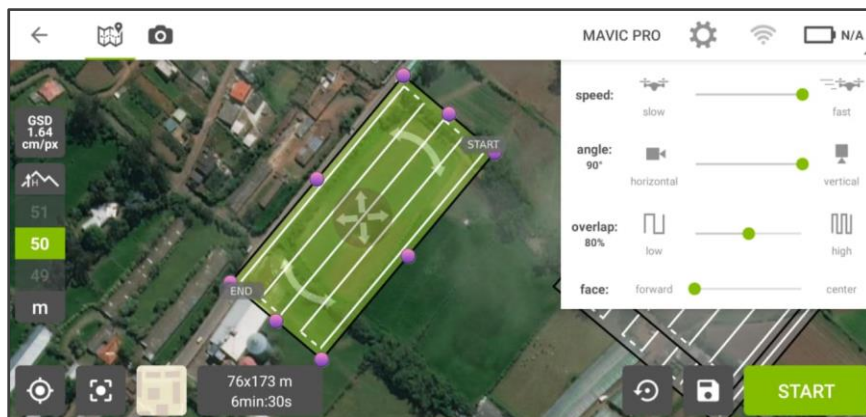 MAVIC PRO
N/A
GSD
1.64
cm/px
H
51
50
49
m
START
END
speed:
slow
fast
angle:
90°
horizontal
vertical
overlap:
80%
low
high
face:
forward
center
76x173 m
6min:30s
START